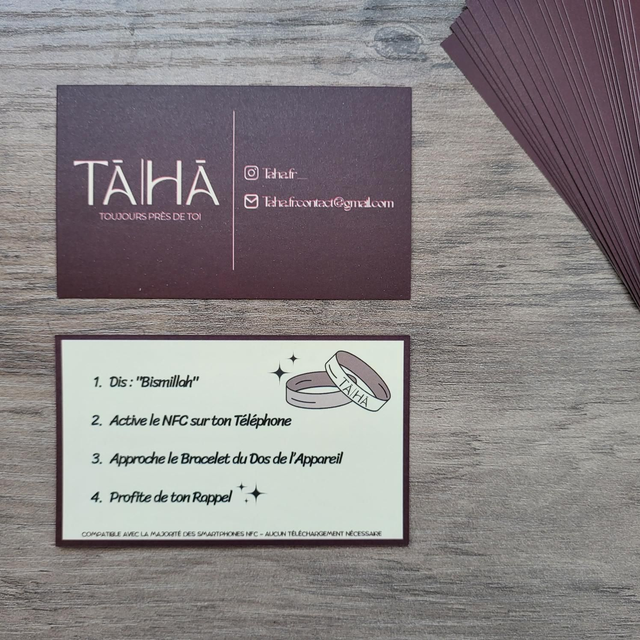 TĀHĀ
TOUJOURS PRÈS DE TOI
Taha.fr__
Taha.fr.contact@gmail.com
1. Dis : "Bismillah"
2. Active le NFC sur ton Téléphone
3. Approche le Bracelet du Dos de l'Appareil
4. Profite de ton Rappel
TĀHĀ
COMPATIBLE AVEC LA MAJORITÉ DES SMARTPHONES NFC - AUCUN TÉLÉCHARGEMENT NÉCESSAIRE